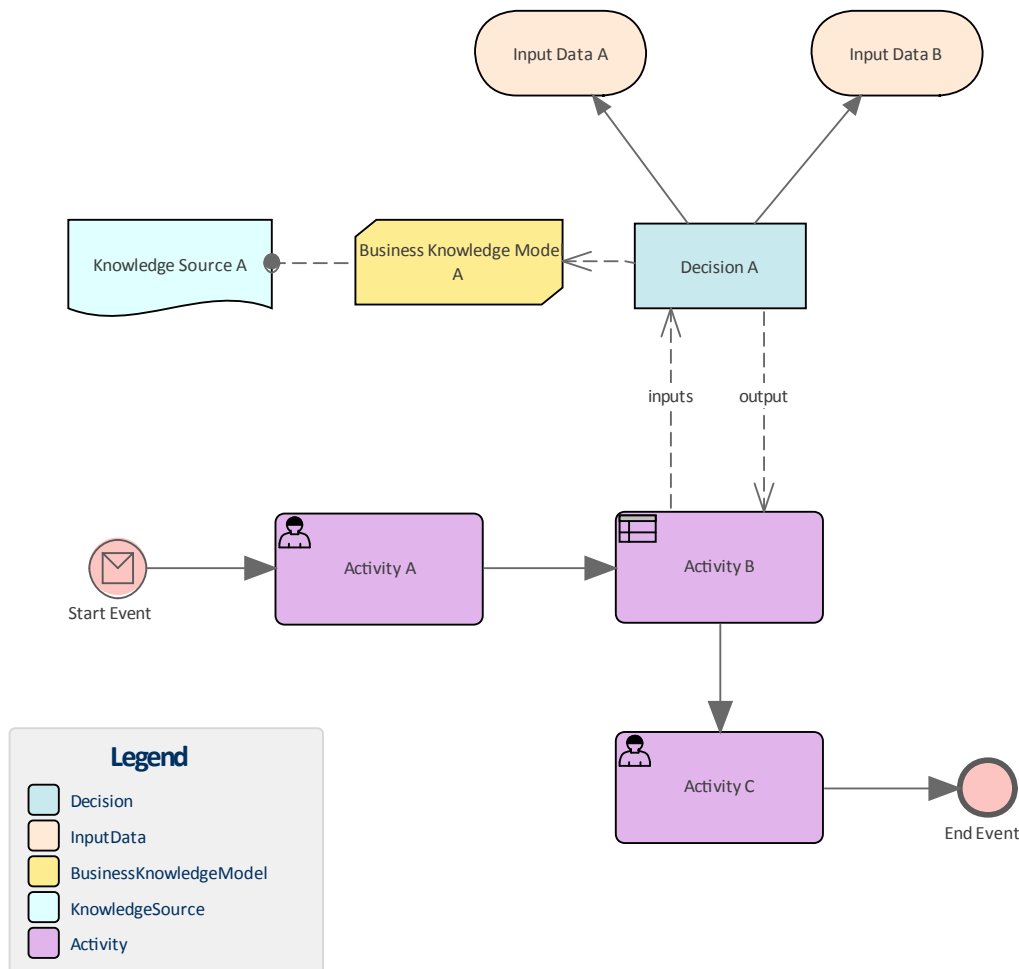 Input Data A
Input Data B
Knowledge Source A
Business Knowledge Mode
A
Decision A
inputs
output
Activity A
Activity B
Start Event
Activity C
End Event
Legend
Decision
InputData
BusinessKnowledgeModel
KnowledgeSource
Activity